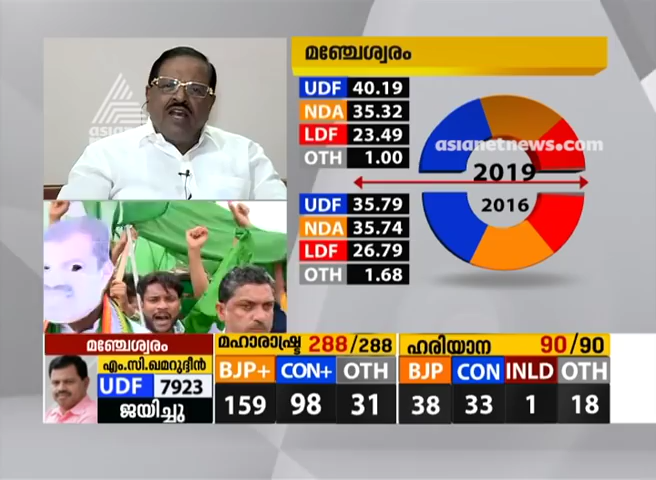 asianet
മഞ്ചേശ്വരം
UDF 40.19
NDA 35.32
LDF 23.49
OTH 1.00
asianetnews.com
2019
2016
UDF 35.79
NDA 35.74
LDF 26.79
OTH 1.68
മഞ്ചേശ്വരം
എം.സി.ഖമറുദ്ദീൻ
UDF 7923
ജയിച്ചു
മഹാരാഷ്ട്ര 288/288
BJP+ CON+ OTH
159 98 31
ഹരിയാന 90/90
BJP CON INLD OTH
38 33 1 18